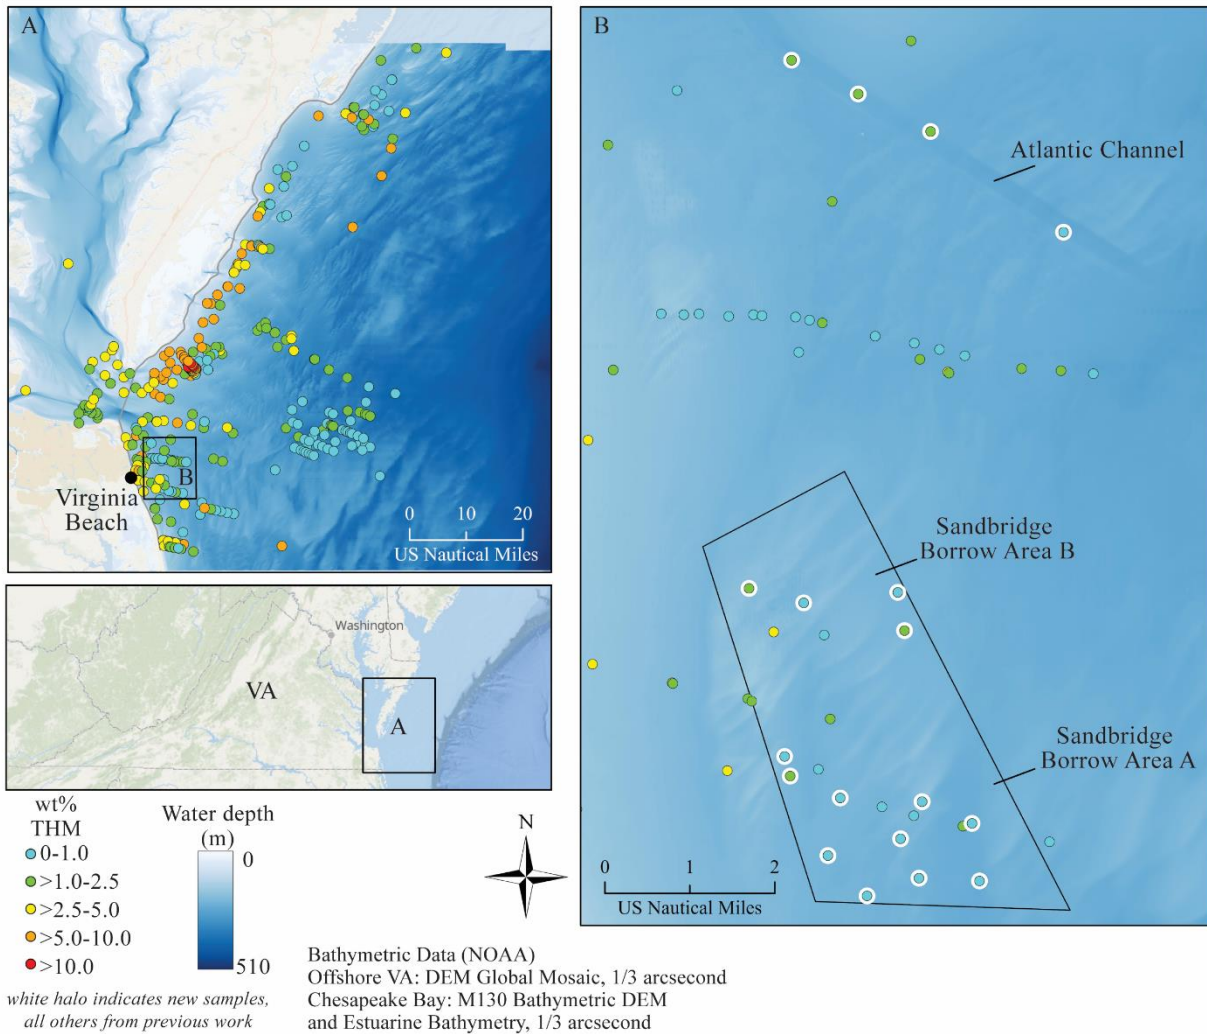 A
Virginia
Beach
B
0 10 20
US Nautical Miles
Washington
VA
A
wt%
THM
0-1.0
>1.0-2.5
>2.5-5.0
>5.0-10.0
>10.0
white halo indicates new samples,
all others from previous work
Water depth
(m)
0
510
N
Bathymetric Data (NOAA)
Offshore VA: DEM Global Mosaic, 1/3 arcsecond
Chesapeake Bay: M130 Bathymetric DEM
and Estuarine Bathymetry, 1/3 arcsecond
B
Atlantic Channel
Sandbridge
Borrow Area B
Sandbridge
Borrow Area A
0 1 2
US Nautical Miles